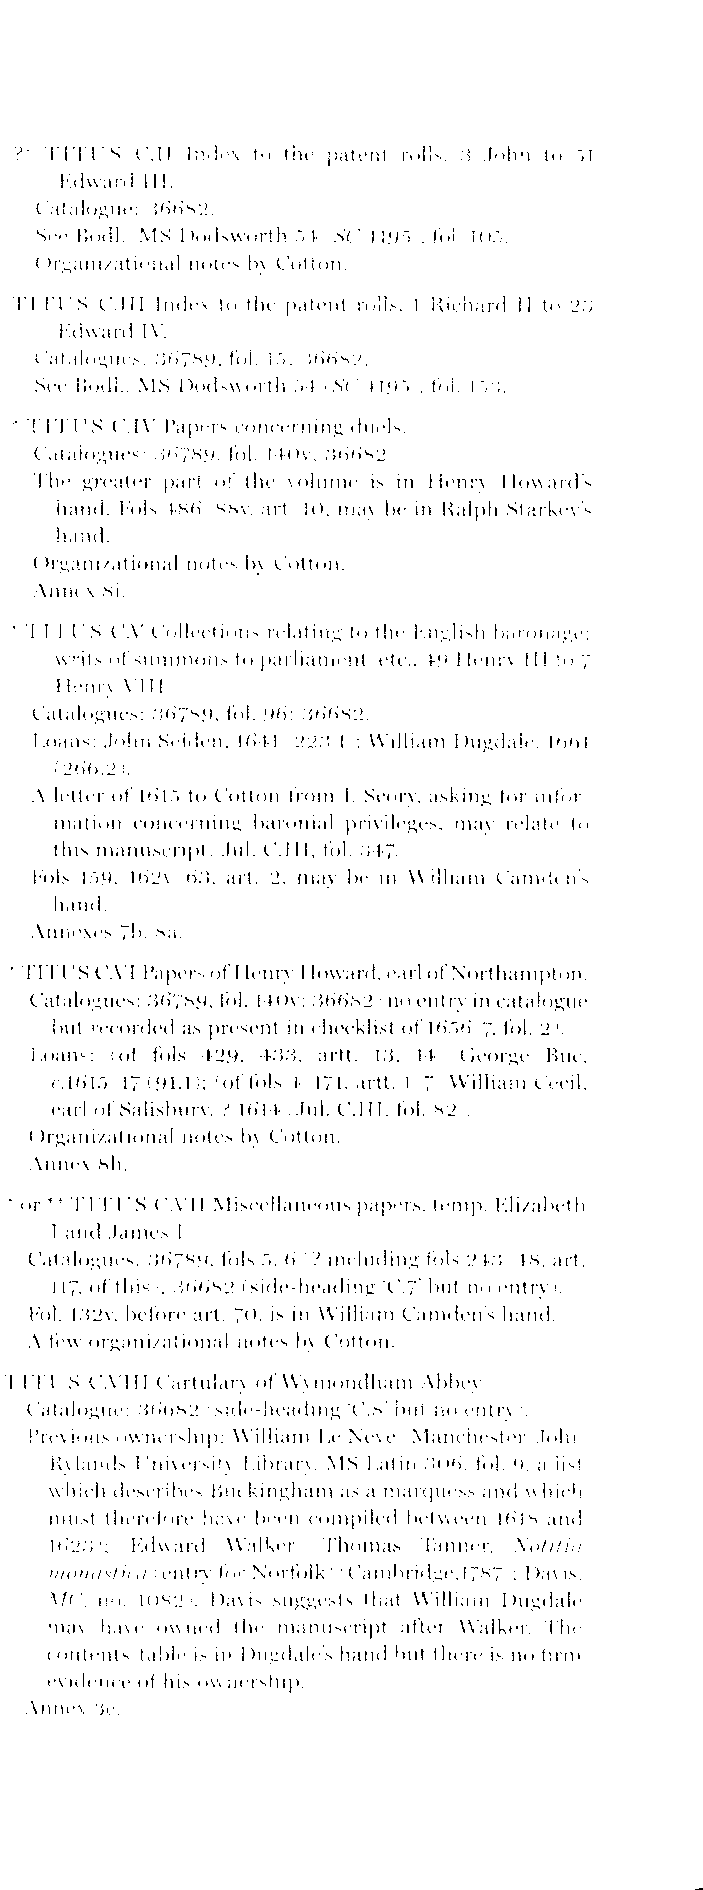 ?* TITUS C.II Index to the patent rolls, 3 John to 51
Edward III.
Catalogue: 36682.
See Bodl., MS Dodsworth 54 (SC 4195), fol. 105.
Organizational notes by Cotton.
TITUS C.III Index to the patent rolls, 1 Richard II to 23
Edward IV.
Catalogues: 36789, fol. 15; 36682.
See Bodl., MS Dodsworth 54 (SC 4195), fol. 153.
* TITUS C.IV Papers concerning duels.
Catalogues: 36789, fol. 140v; 36682.
The greater part of the volume is in Henry Howard's
hand. Fols 486–88v, art. 40, may be in Ralph Starkey's
hand.
Organizational notes by Cotton.
Annex 8i.
* TITUS C.V Collections relating to the English baronage:
writs of summons to parliament, etc., 49 Henry III to 7
Henry VIII.
Catalogues: 36789, fol. 96; 36682.
Loans: John Selden, 1641 (223.1); William Dugdale, 1661
(266.2).
A letter of 1615 to Cotton from J. Scory, asking for infor-
mation concerning baronial privileges, may relate to
this manuscript: Jul. C.III, fol. 347.
Fols 159, 162v–63, art. 2, may be in William Camden's
hand.
Annexes 7b, 8a.
* TITUS C.VI Papers of Henry Howard, earl of Northampton.
Catalogues: 36789, fol. 140v; 36682 (no entry in catalogue
but recorded as present in checklist of 1656–7, fol. 2).
Loans: (of fols 429, 433, artt. 13, 14) George Buc,
c.1615–17 (91.1); (of fols 4–171, artt. 1–7) William Cecil,
earl of Salisbury, ? 1614 (Jul. C.III, fol. 82).
Organizational notes by Cotton.
Annex 8h.
* or ** TITUS C.VII Miscellaneous papers, temp. Elizabeth
I and James I.
Catalogues: 36789, fols 5, 6 (? including fols 243–48, art.
117, of this); 36682 (side-heading 'C.7' but no entry).
Fol. 132v, before art. 70, is in William Camden's hand.
A few organizational notes by Cotton.
TITUS C.VIII Cartulary of Wymondham Abbey.
Catalogue: 36682 (side-heading 'C.8' but no entry).
Previous ownership: William Le Neve (Manchester, John
Rylands University Library, MS Latin 306, fol. 9, a list
which describes Buckingham as a marquess and which
must therefore have been compiled between 1618 and
1623); Edward Walker (Thomas Tanner, Notitia
monastica (entry for Norfolk) (Cambridge,1787); Davis,
MC, no. 1082). Davis suggests that William Dugdale
may have owned the manuscript after Walker. The
contents-table is in Dugdale's hand but there is no firm
evidence of his ownership.
Annex 3e.